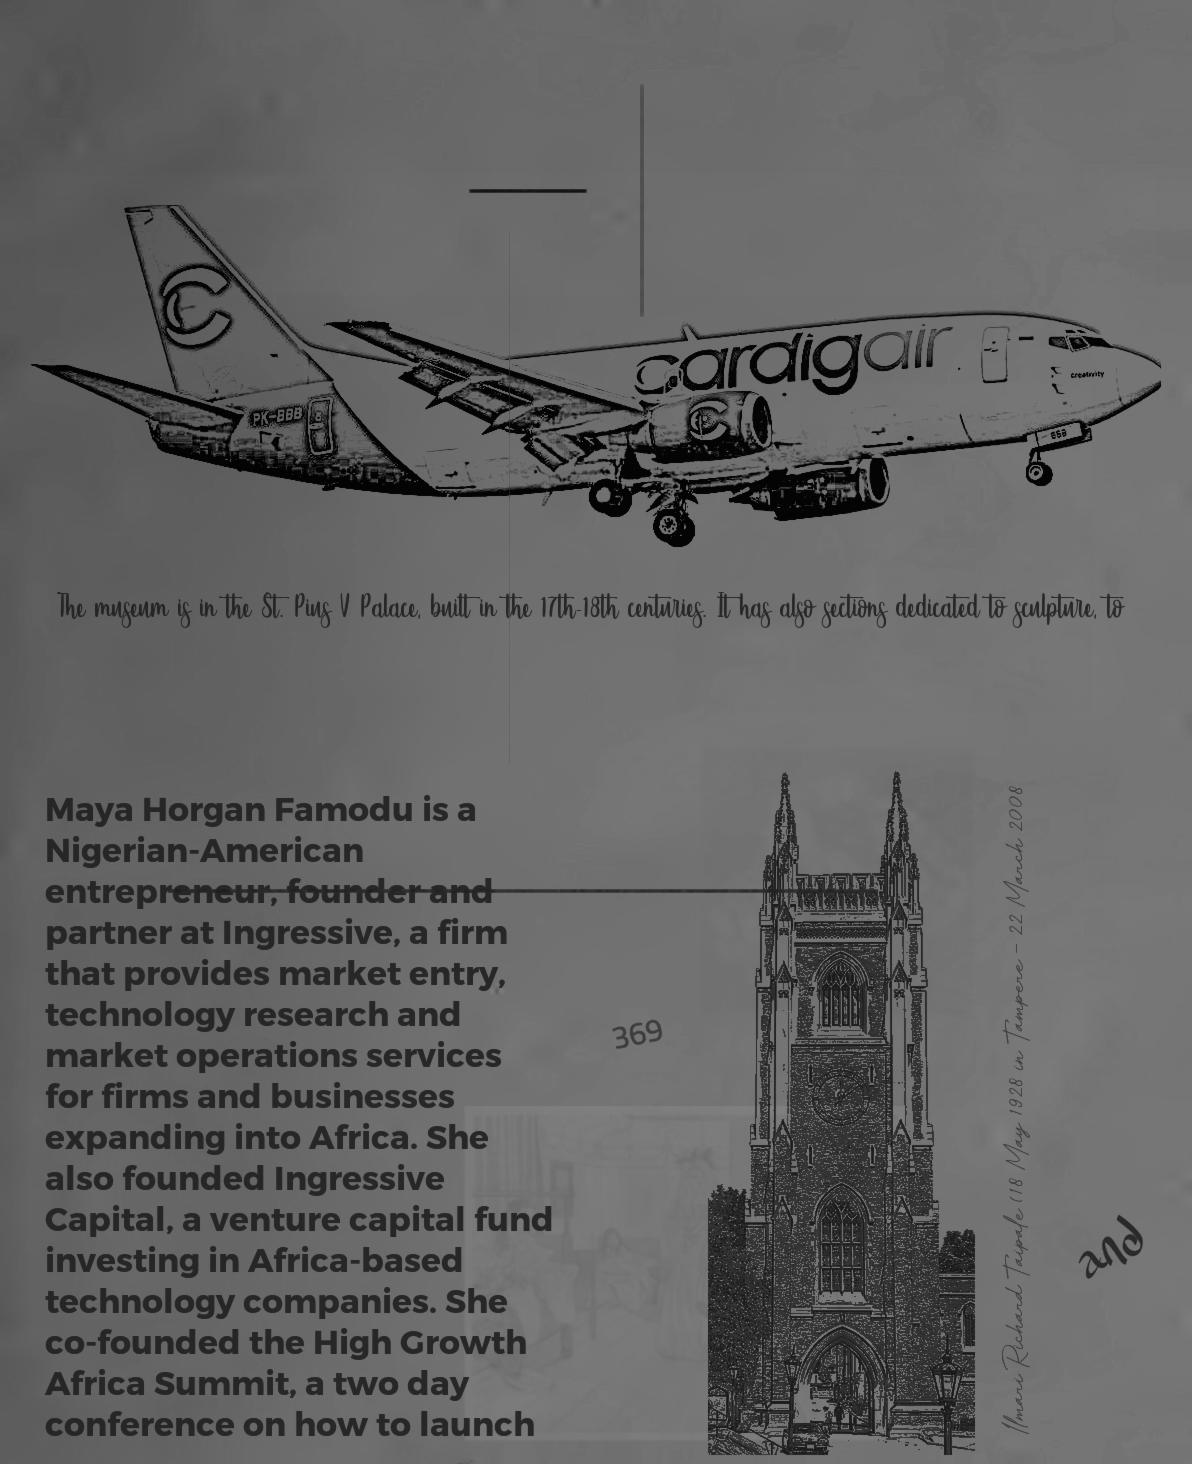 cardigair
creativity
PK-BBB
BBB
The museum is in the St. Pius V Palace, built in the 17th-18th centuries. It has also sections dedicated to sculpture, to
Maya Horgan Famodu is a
Nigerian-American
entrepreneur, founder and
partner at Ingressive, a firm
that provides market entry,
technology research and
market operations services
for firms and businesses
expanding into Africa. She
also founded Ingressive
Capital, a venture capital fund
investing in Africa-based
technology companies. She
co-founded the High Growth
Africa Summit, a two day
conference on how to launch
369
Ilmari Richard Taipale (18 May 1928 in Tampere – 22 March 2008
and